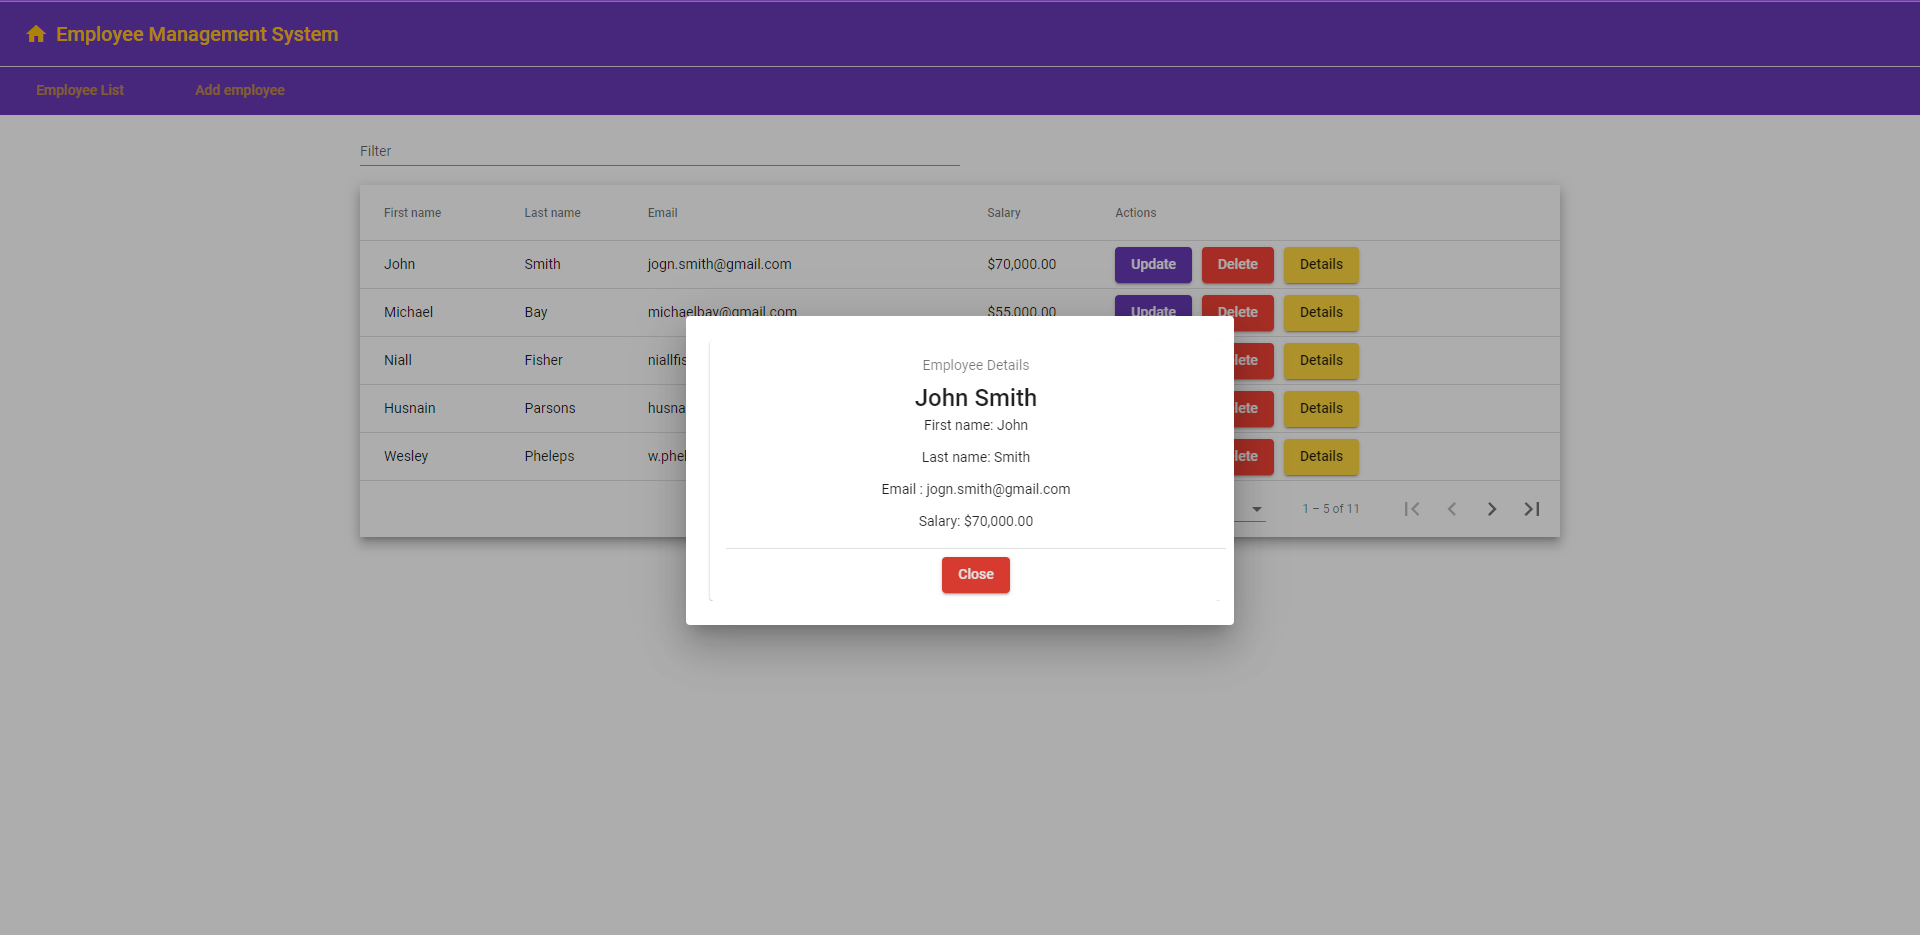 Employee Management System
Employee List Add employee
Filter
First name Last name Email Salary Actions
John Smith jogn.smith@gmail.com $70,000.00 Update Delete Details
Michael Bay michaelbay@gmail.com $55,000.00 Update Delete Details
Niall Fisher niallfis lete Details
Husnain Parsons husna lete Details
Wesley Pheleps w.phel lete Details
1 – 5 of 11
Employee Details
John Smith
First name: John
Last name: Smith
Email : jogn.smith@gmail.com
Salary: $70,000.00
Close